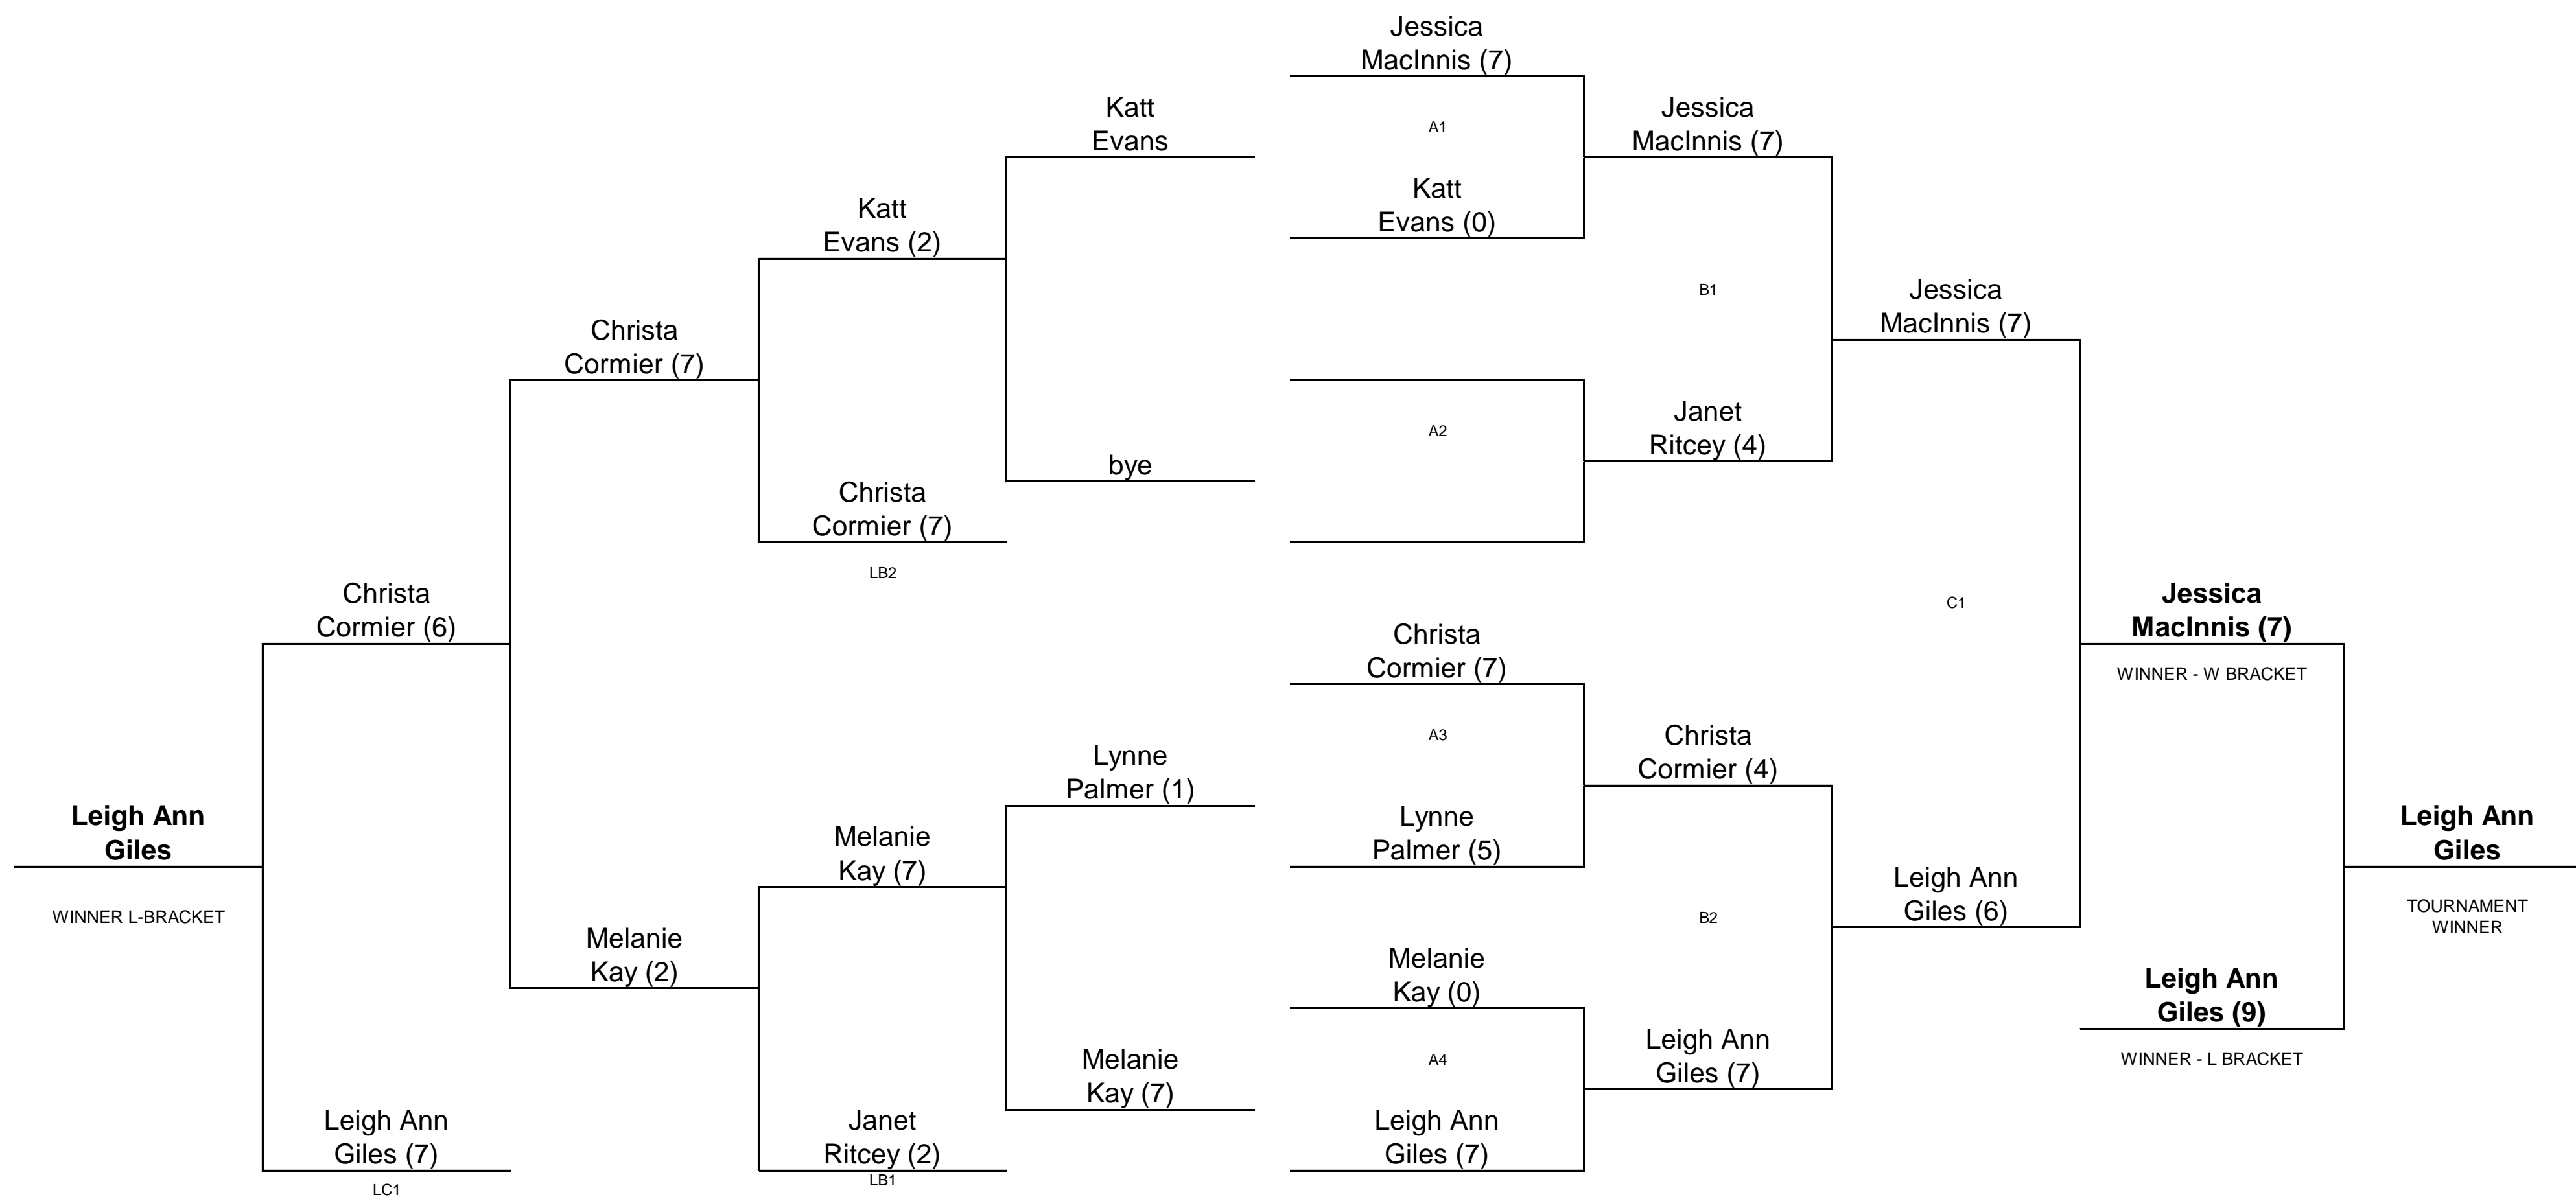 Jessica
MacInnis (7)
Katt
Evans
A1
Jessica
MacInnis (7)
Katt
Evans (2)
Katt
Evans (0)
B1
Jessica
MacInnis (7)
Christa
Cormier (7)
A2
Janet
Ritcey (4)
bye
Christa
Cormier (7)
LB2
Christa
Cormier (6)
C1
Jessica
MacInnis (7)
Christa
Cormier (7)
WINNER - W BRACKET
A3
Christa
Cormier (4)
Lynne
Palmer (1)
Leigh Ann
Giles
Melanie
Kay (7)
Lynne
Palmer (5)
Leigh Ann
Giles
Leigh Ann
Giles (6)
WINNER L-BRACKET
B2
TOURNAMENT
WINNER
Melanie
Kay (2)
Melanie
Kay (0)
Leigh Ann
Giles (9)
Leigh Ann
Giles (7)
Melanie
Kay (7)
A4
WINNER - L BRACKET
Leigh Ann
Giles (7)
LC1
Janet
Ritcey (2)
LB1
Leigh Ann
Giles (7)